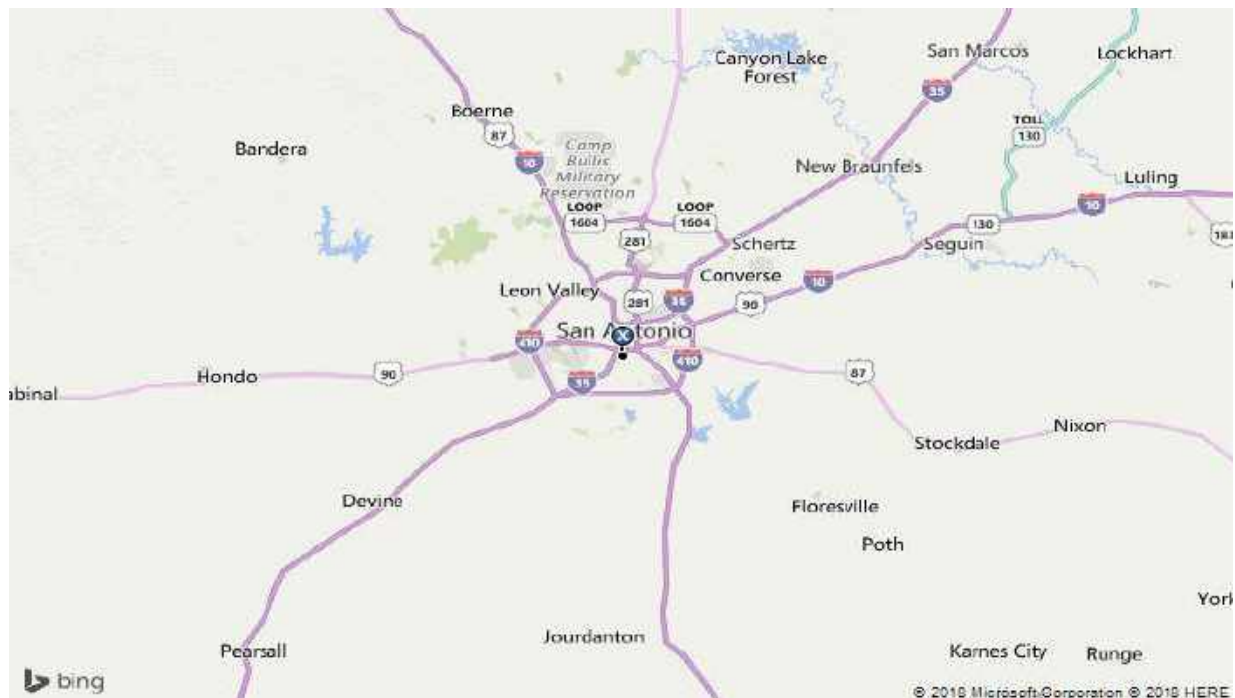 San Marcos
Lockhart
Canyon Lake
Forest
35
Boerne
87
TOLL
130
Bandera
Camp
Bullis
Military
Reservation
10
New Braunfels
Luling
LOOP
1604
LOOP
1604
10
281
Schertz
130
Seguin
183
Converse
10
Leon Valley
281
35
90
San Antonio
X
410
410
Hondo
90
35
87
abinal
Nixon
Stockdale
Devine
Floresville
Poth
York
Jourdanton
Pearsall
Karnes City
Runge
bing
© 2018 Microsoft Corporation © 2018 HERE